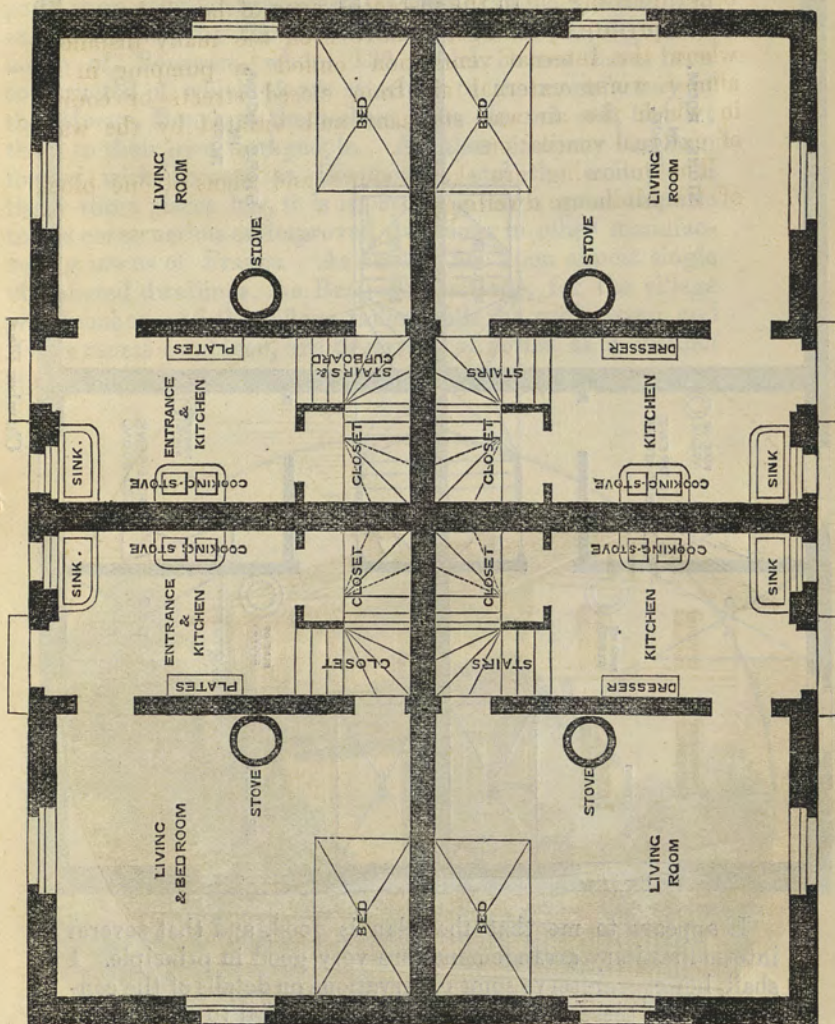 BED
BED
LIVING
ROOM
LIVING
ROOM
STOVE
STOVE
PLATES
STAIRS &
CUPBOARD
STAIRS
DRESSER
ENTRANCE
&
KITCHEN
KITCHEN
SINK.
COOKING-STOVE
CLOSET
CLOSET
COOKING-STOVE
SINK
SINK.
COOKING-STOVE
CLOSET
CLOSET
COOKING-STOVE
SINK
ENTRANCE
&
KITCHEN
KITCHEN
PLATES
CLOSET
STAIRS
DRESSER
STOVE
STOVE
LIVING
& BED ROOM
LIVING
ROOM
BED
BED